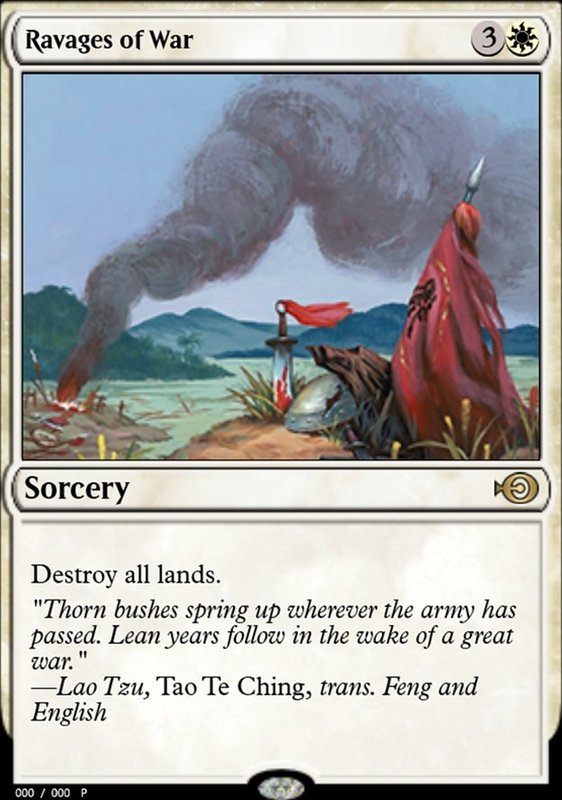 Ravages of War 3
Sorcery
Destroy all lands.
"Thorn bushes spring up wherever the army has
passed. Lean years follow in the wake of a great
war."
—Lao Tzu, Tao Te Ching, trans. Feng and
English
000 / 000 P